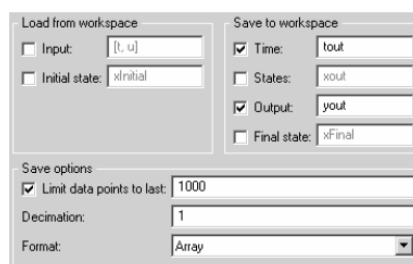 Load from workspace
Input: [t, u]
Initial state: xInitial
Save to workspace
Time: tout
States: xout
Output: yout
Final state: xFinal
Save options
Limit data points to last: 1000
Decimation: 1
Format: Array